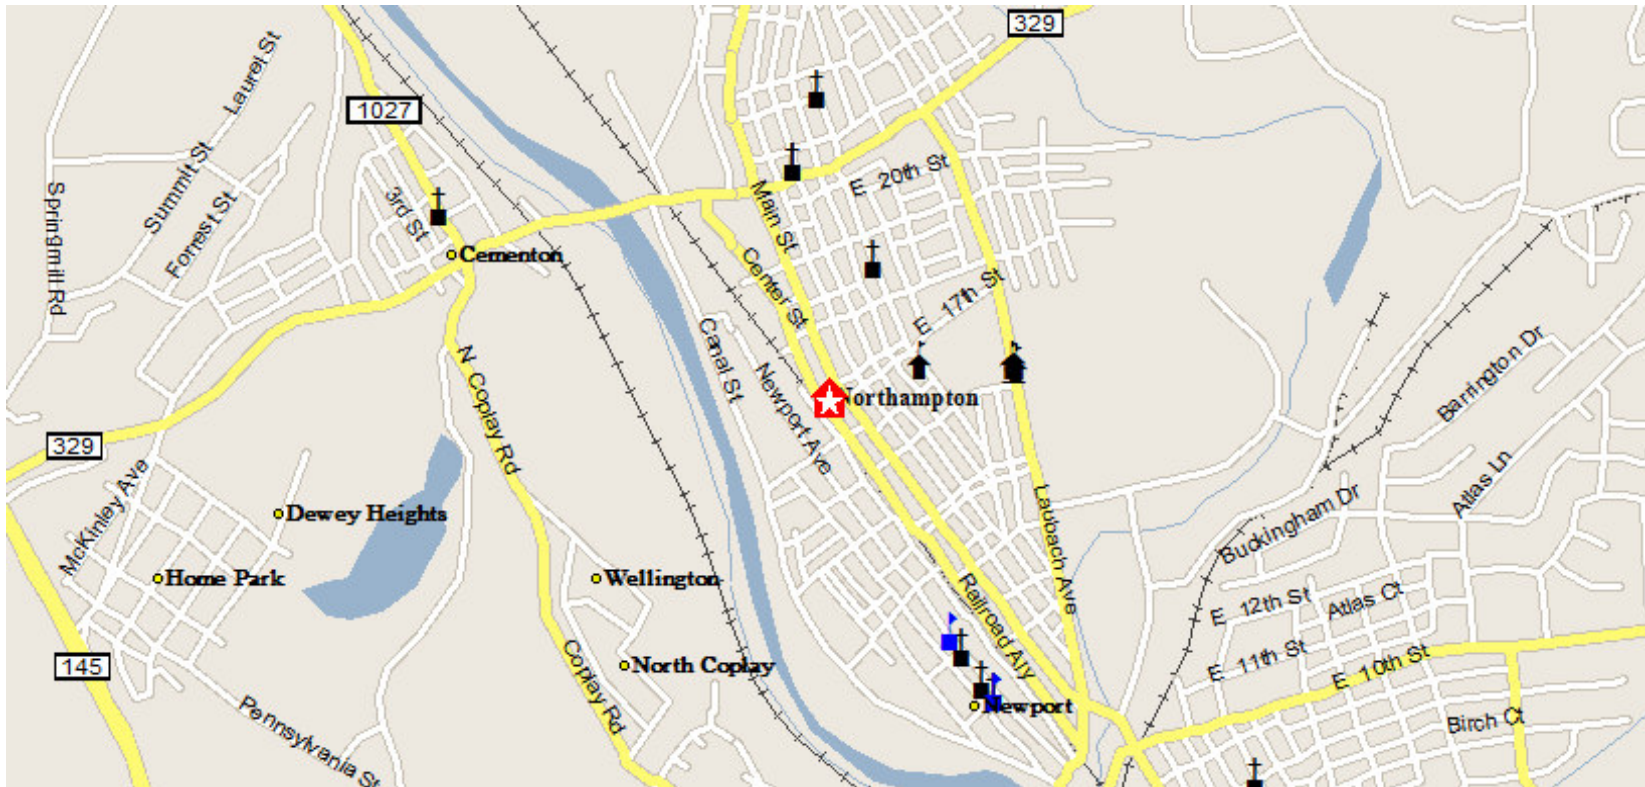 329
1027
Laurel St
Summit St
Forrest St
Springmill Rd
3rd St
Cementon
E 20th St
Main St
Center St
E 17th St
Canal St
Newport Ave
Northampton
N Coplay Rd
Barrington Dr
329
McKinley Ave
Dewey Heights
Atlas Ln
Laubach Ave
Buckingham Dr
Home Park
Wellington
E 12th St
Atlas Ct
Railroad Aly
145
North Coplay
Coplay Rd
E 11th St
E 10th St
Newport
Birch Ct
Pennsylvania St